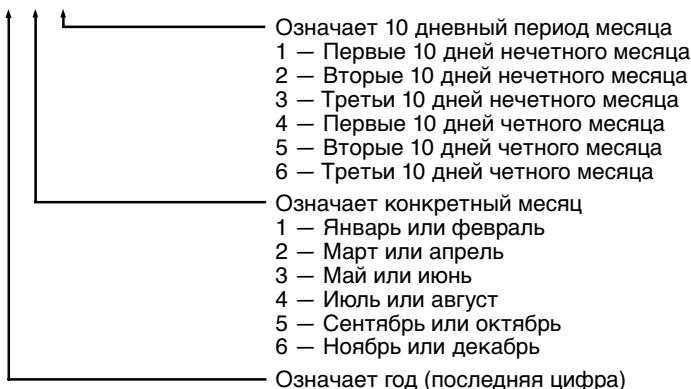 Означает 10 дневный период месяца
1 — Первые 10 дней нечетного месяца
2 — Вторые 10 дней нечетного месяца
3 — Третьи 10 дней нечетного месяца
4 — Первые 10 дней четного месяца
5 — Вторые 10 дней четного месяца
6 — Третьи 10 дней четного месяца
Означает конкретный месяц
1 — Январь или февраль
2 — Март или апрель
3 — Май или июнь
4 — Июль или август
5 — Сентябрь или октябрь
6 — Ноябрь или декабрь
Означает год (последняя цифра)